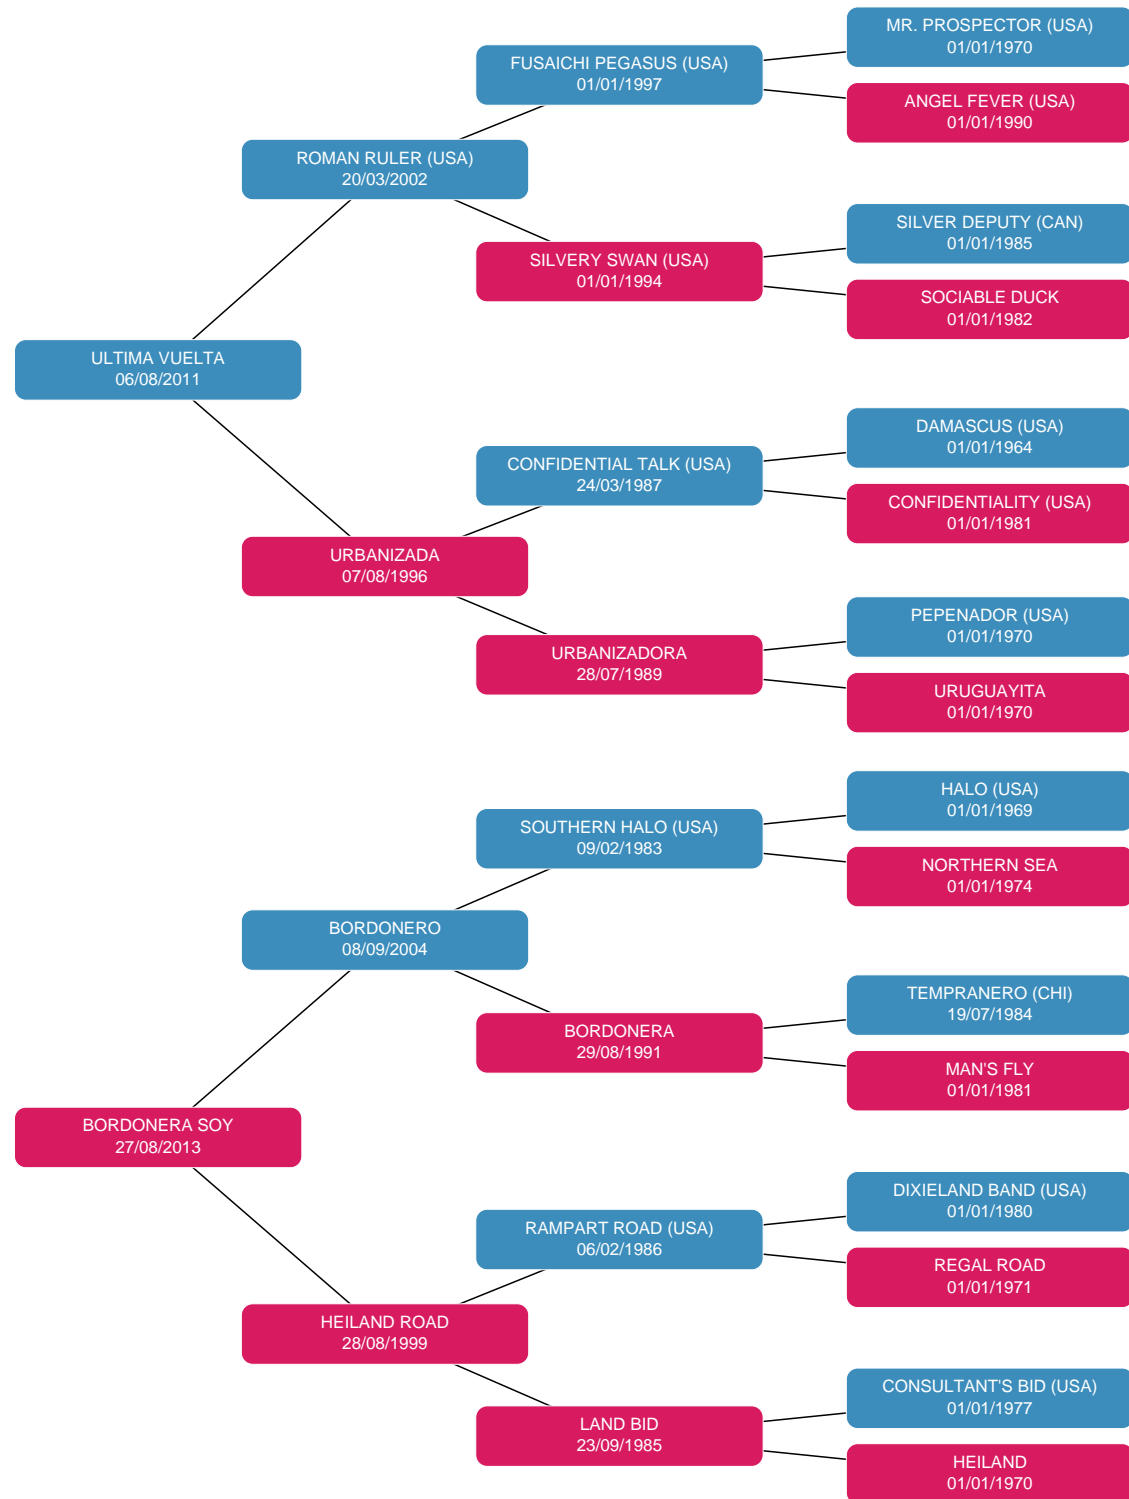 MR. PROSPECTOR (USA)
01/01/1970
FUSAICHI PEGASUS (USA)
01/01/1997
ANGEL FEVER (USA)
01/01/1990
ROMAN RULER (USA)
20/03/2002
SILVER DEPUTY (CAN)
01/01/1985
SILVERY SWAN (USA)
01/01/1994
SOCIABLE DUCK
01/01/1982
ULTIMA VUELTA
06/08/2011
DAMASCUS (USA)
01/01/1964
CONFIDENTIAL TALK (USA)
24/03/1987
CONFIDENTIALITY (USA)
01/01/1981
URBANIZADA
07/08/1996
PEPENADOR (USA)
01/01/1970
URBANIZADORA
28/07/1989
URUGUAYITA
01/01/1970
HALO (USA)
01/01/1969
SOUTHERN HALO (USA)
09/02/1983
NORTHERN SEA
01/01/1974
BORDONERO
08/09/2004
TEMPRANERO (CHI)
19/07/1984
BORDONERA
29/08/1991
MAN'S FLY
01/01/1981
BORDONERA SOY
27/08/2013
DIXIELAND BAND (USA)
01/01/1980
RAMPART ROAD (USA)
06/02/1986
REGAL ROAD
01/01/1971
HEILAND ROAD
28/08/1999
CONSULTANT'S BID (USA)
01/01/1977
LAND BID
23/09/1985
HEILAND
01/01/1970